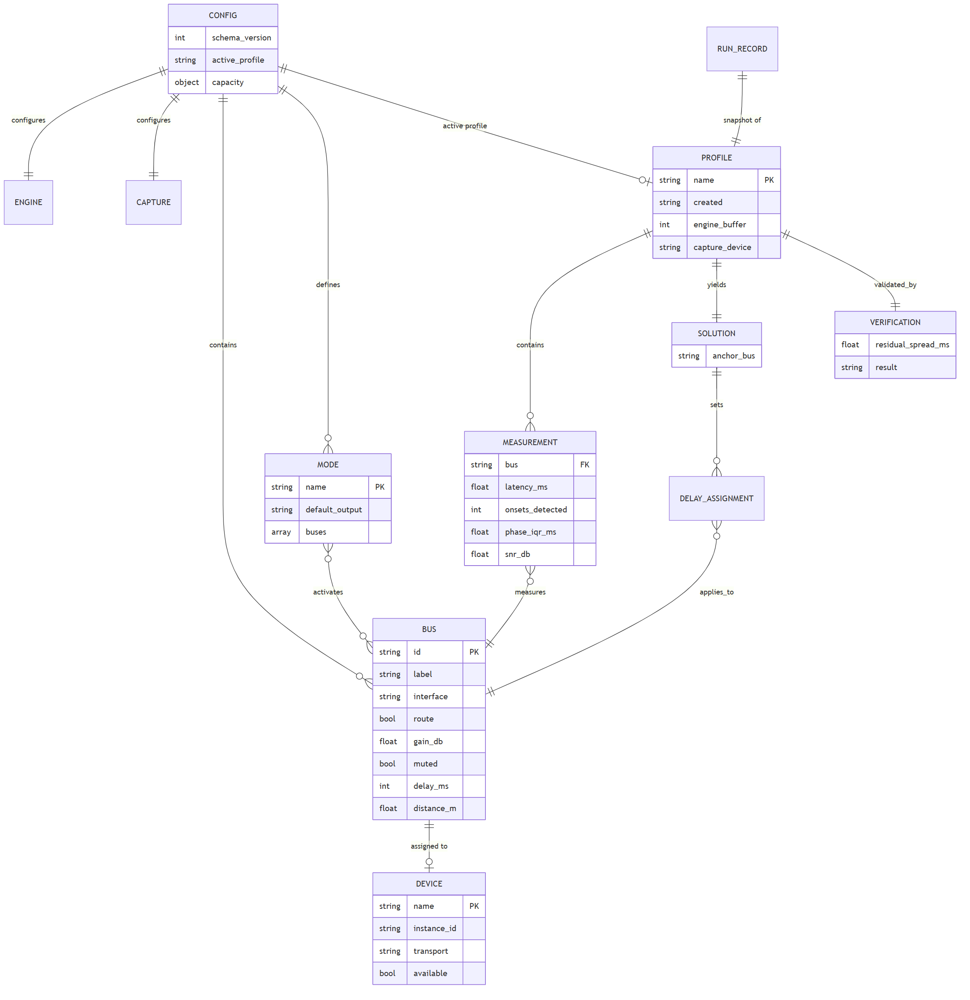 CONFIG
int schema_version
string active_profile
object capacity
RUN_RECORD
configures
configures
active profile
snapshot of
ENGINE
CAPTURE
PROFILE
string name PK
string created
int engine_buffer
string capture_device
defines
yields
validated_by
contains
contains
SOLUTION
string anchor_bus
VERIFICATION
float residual_spread_ms
string result
sets
MODE
string name PK
string default_output
array buses
MEASUREMENT
string bus FK
float latency_ms
int onsets_detected
float phase_iqr_ms
float snr_db
DELAY_ASSIGNMENT
activates
measures
applies_to
BUS
string id PK
string label
string interface
bool route
float gain_db
bool muted
int delay_ms
float distance_m
assigned to
DEVICE
string name PK
string instance_id
string transport
bool available